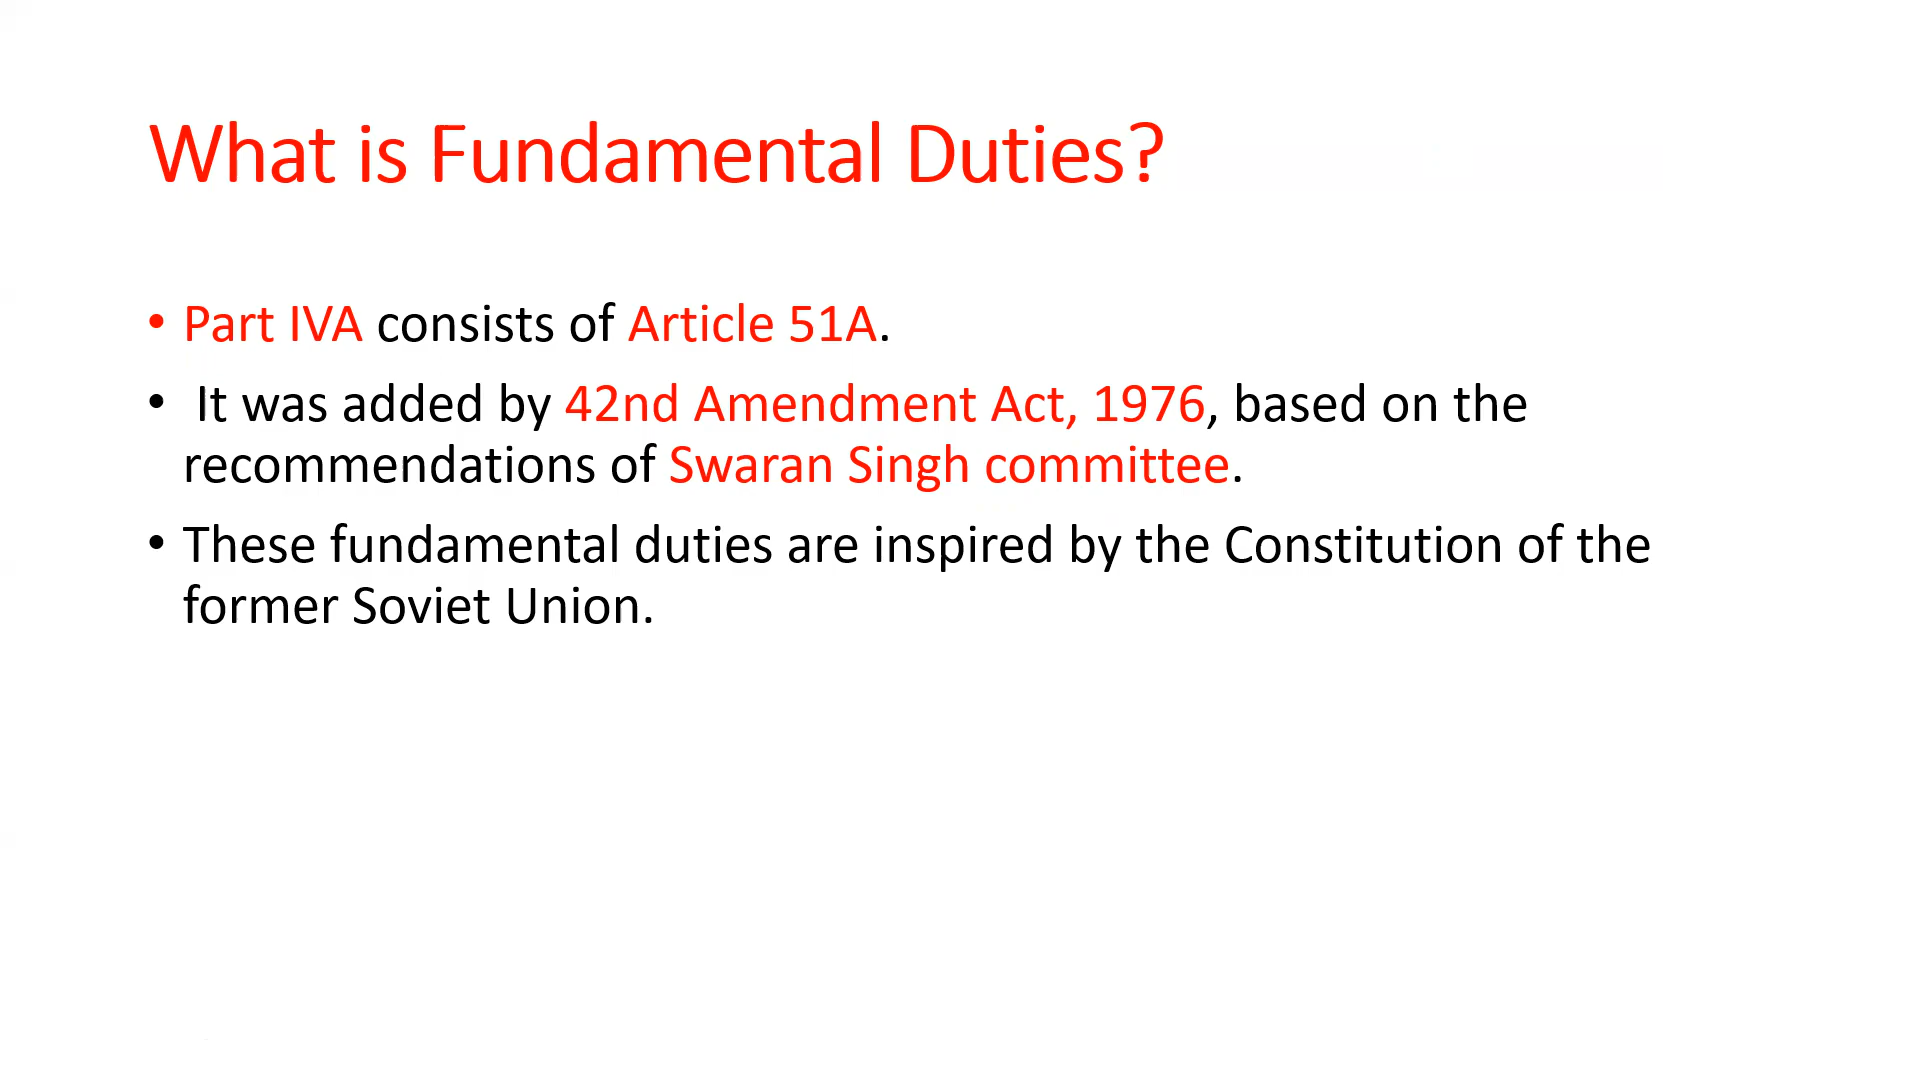 What is Fundamental Duties?
• Part IVA consists of Article 51A.
• It was added by 42nd Amendment Act, 1976, based on the
recommendations of Swaran Singh committee.
• These fundamental duties are inspired by the Constitution of the
former Soviet Union.